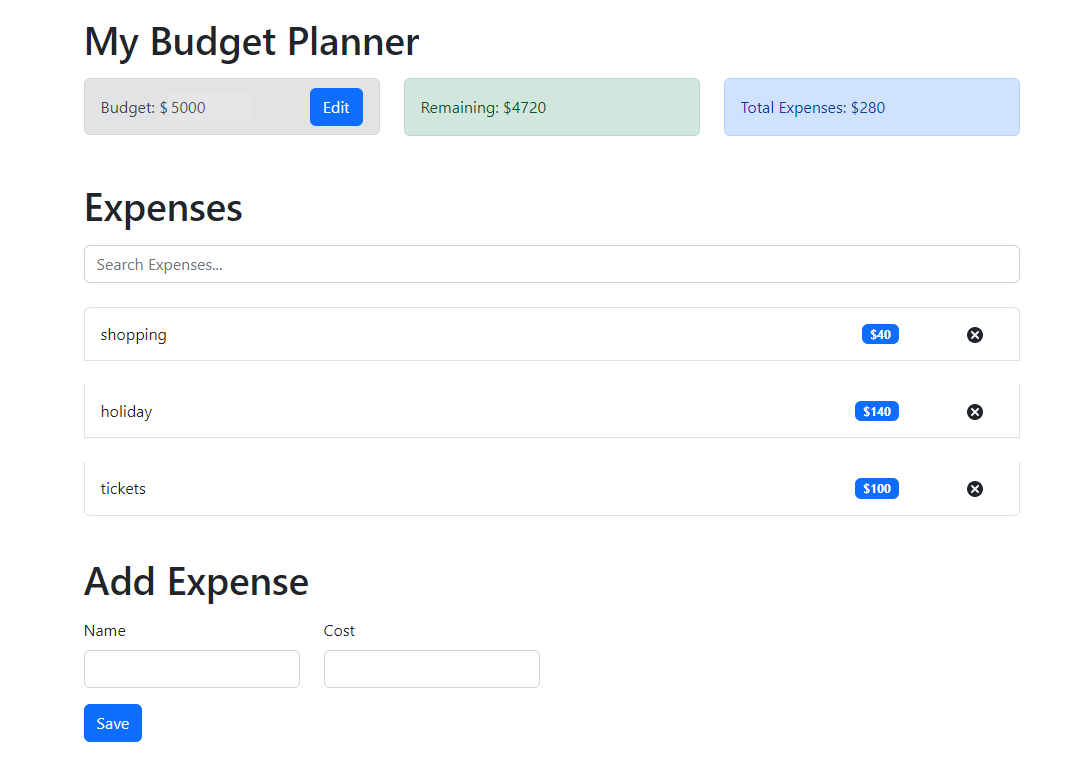 My Budget Planner
Budget: $ 5000 Edit Remaining: $4720 Total Expenses: $280
Expenses
Search Expenses...
shopping $40
holiday $140
tickets $100
Add Expense
Name Cost
Save